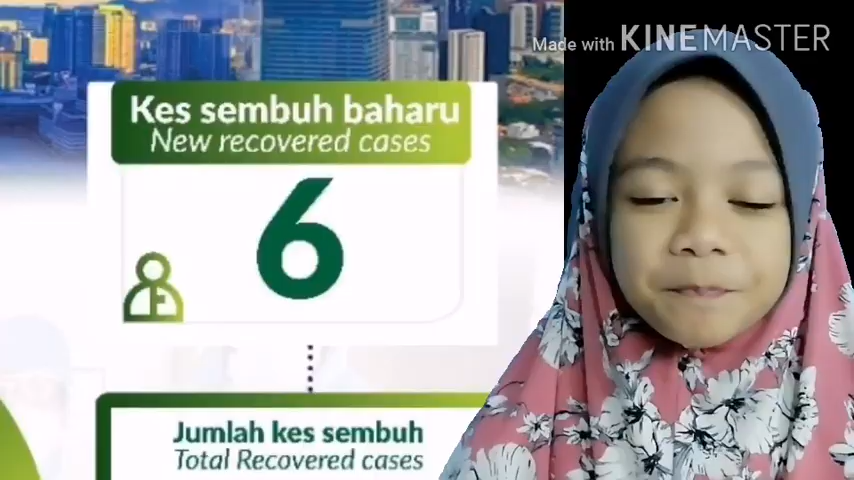 Made with KINEMASTER
Kes sembuh baharu
New recovered cases
6
Jumlah kes sembuh
Total Recovered cases